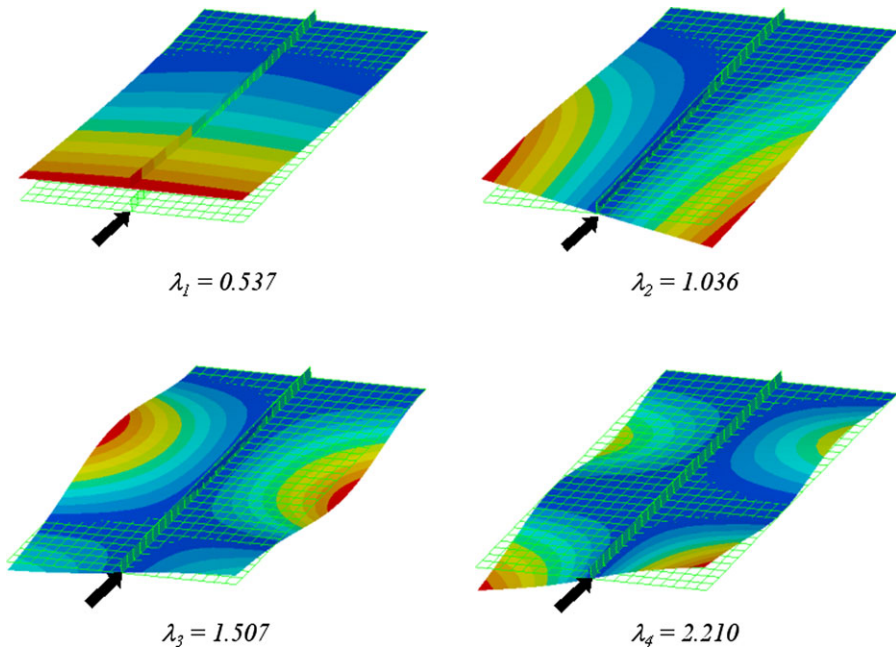 λ₁ = 0.537
λ₂ = 1.036
λ₃ = 1.507
λ₄ = 2.210